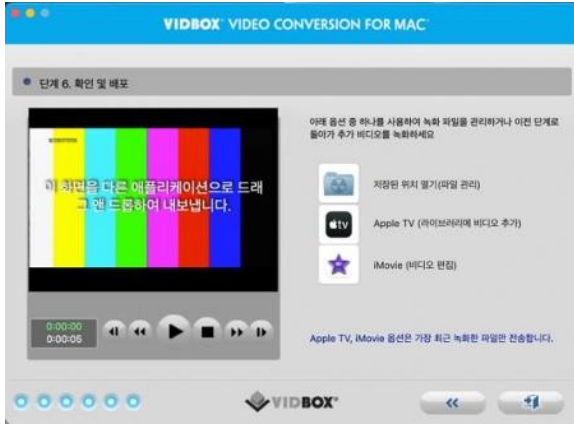 VIDBOX™ VIDEO CONVERSION FOR MAC
단계 6. 확인 및 배포
이 화면을 다른 애플리케이션으로 드래
그 앤 드롭하여 내보냅니다.
0:00:00
0:00:05
아래 옵션 중 하나를 사용하여 녹화 파일을 관리하거나 이전 단계로
돌아가 추가 비디오를 녹화하세요
저장된 위치 열기(파일 관리)
tv
Apple TV (라이브러리에 비디오 추가)
iMovie (비디오 편집)
Apple TV, iMovie 옵션은 가장 최근 녹화한 파일만 전송합니다.
VIDBOX®